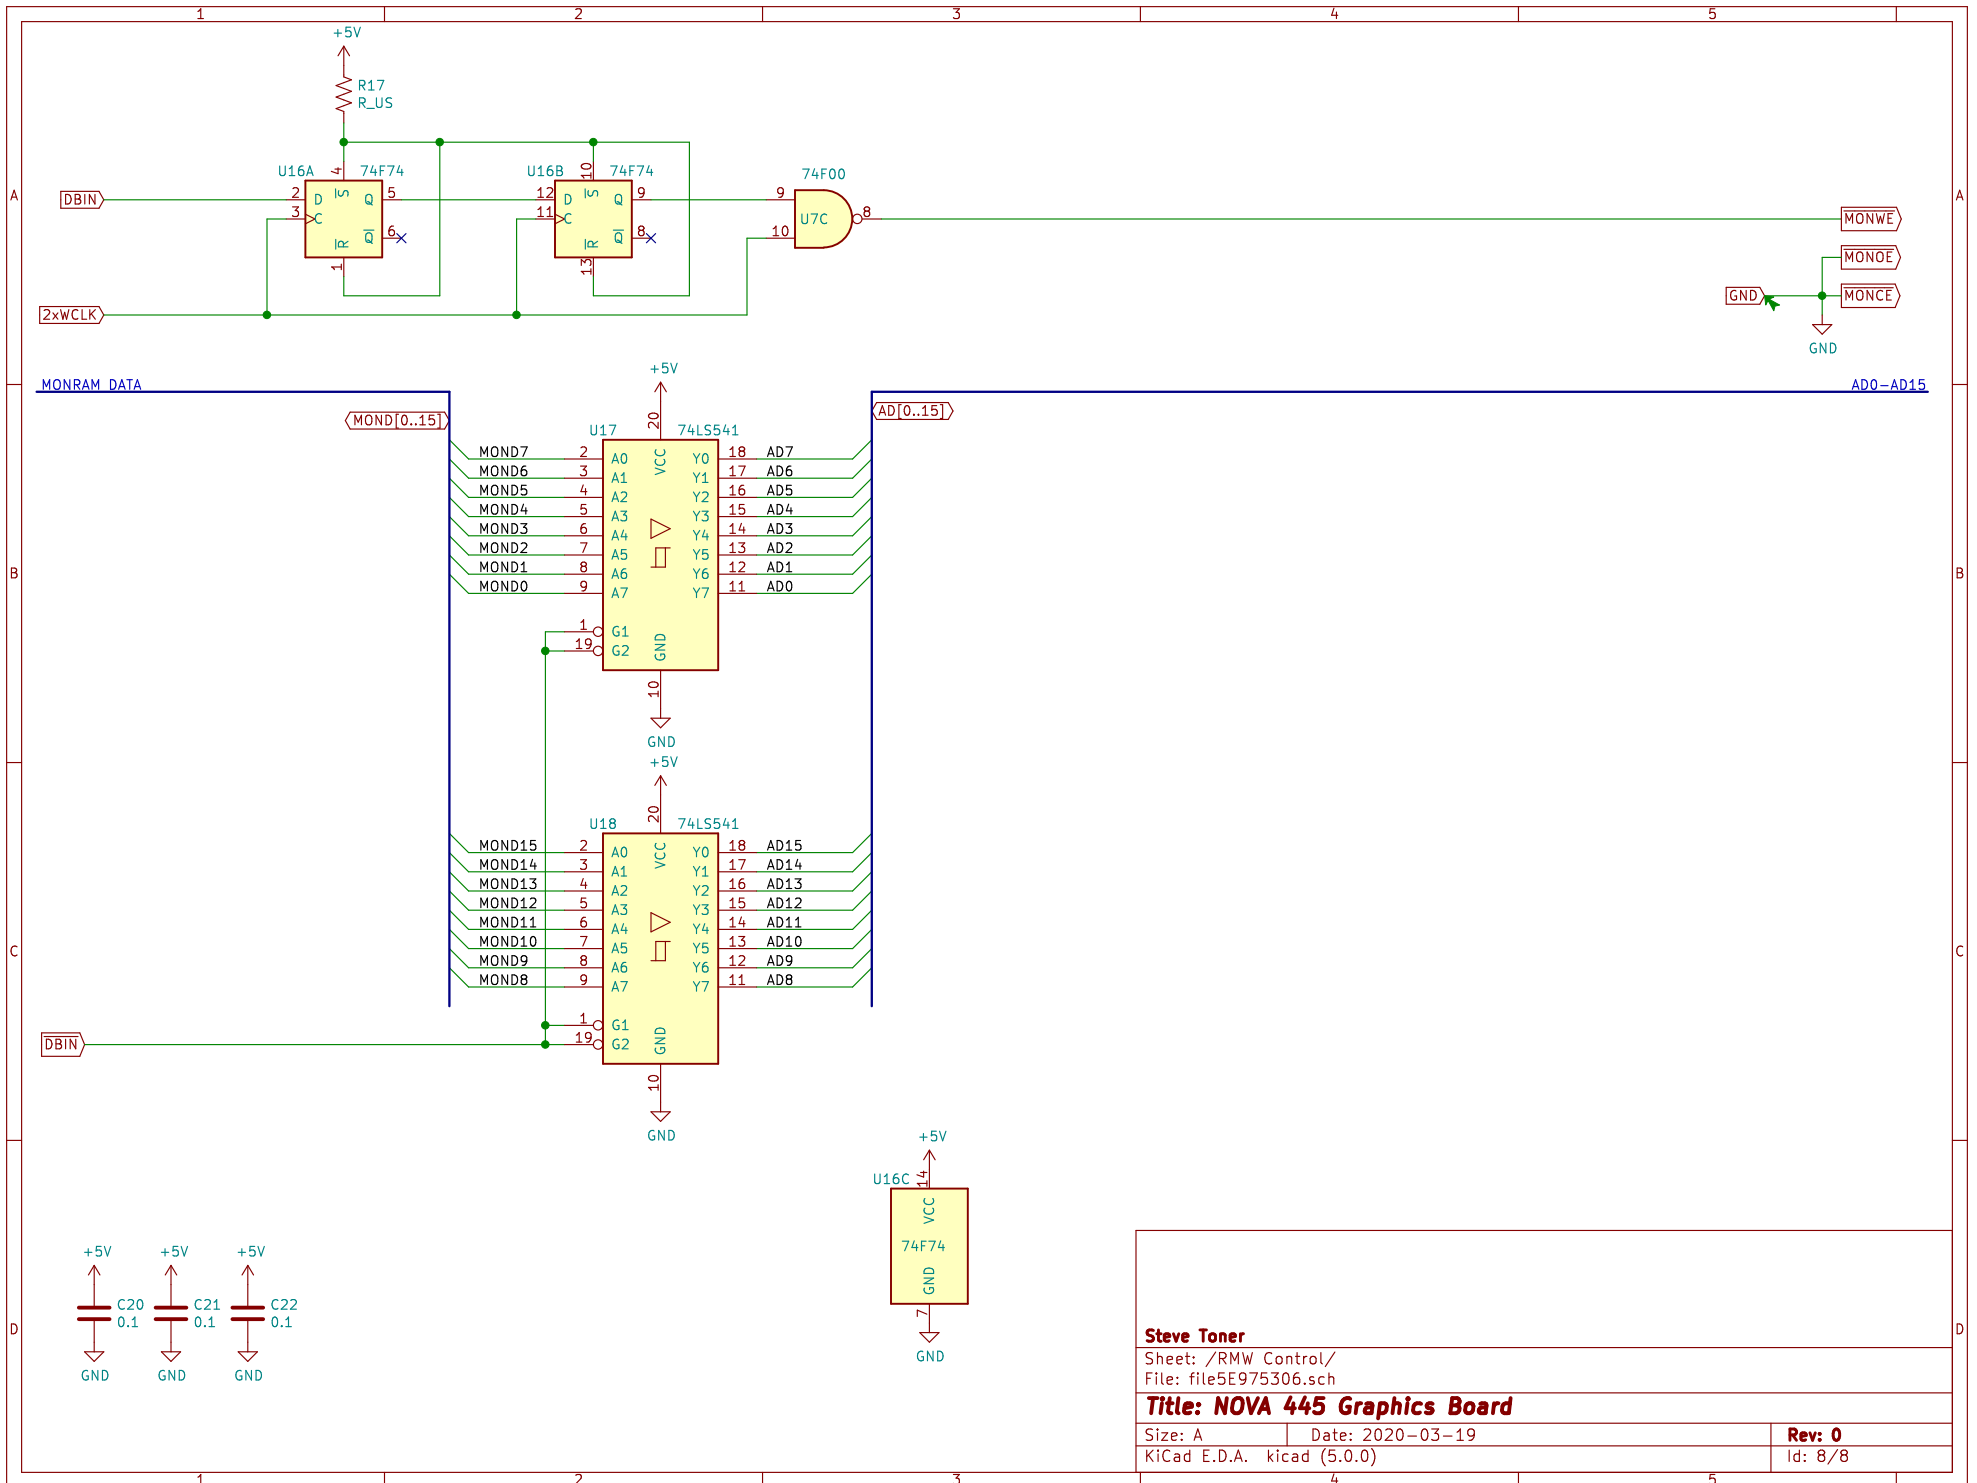 1 2 3 4 5
+5V
R17
R_US
U16A 4 74F74
U16B 10 74F74
74F00
A DBIN 2 D S Q 5 12 D S Q 9 9 A
3 C 11 C U7C 8 MONWE
R Q 6 R Q 8 10
1 13
MONOE
GND MONCE
2xWCLK
GND
+5V
MONRAM DATA AD0-AD15
MOND[0..15] 20 AD[0..15]
U17 74LS541
MOND7 2 A0 VCC Y0 18 AD7
MOND6 3 A1 Y1 17 AD6
MOND5 4 A2 Y2 16 AD5
MOND4 5 A3 Y3 15 AD4
MOND3 6 A4 Y4 14 AD3
MOND2 7 A5 Y5 13 AD2
B MOND1 8 A6 Y6 12 AD1 B
MOND0 9 A7 Y7 11 AD0
1 G1 GND
19 G2
10
GND
+5V
20
U18 74LS541
MOND15 2 A0 VCC Y0 18 AD15
MOND14 3 A1 Y1 17 AD14
MOND13 4 A2 Y2 16 AD13
MOND12 5 A3 Y3 15 AD12
MOND11 6 A4 Y4 14 AD11
C MOND10 7 A5 Y5 13 AD10 C
MOND9 8 A6 Y6 12 AD9
MOND8 9 A7 Y7 11 AD8
1 G1 GND
DBIN 19 G2
10
GND
+5V
U16C 14
VCC
74F74
GND
7
GND
+5V +5V +5V
C20 C21 C22
0.1 0.1 0.1
GND GND GND
D D
Steve Toner
Sheet: /RMW Control/
File: file5E975306.sch
Title: NOVA 445 Graphics Board
Size: A Date: 2020-03-19 Rev: 0
KiCad E.D.A. kicad (5.0.0) Id: 8/8
1 2 3 4 5